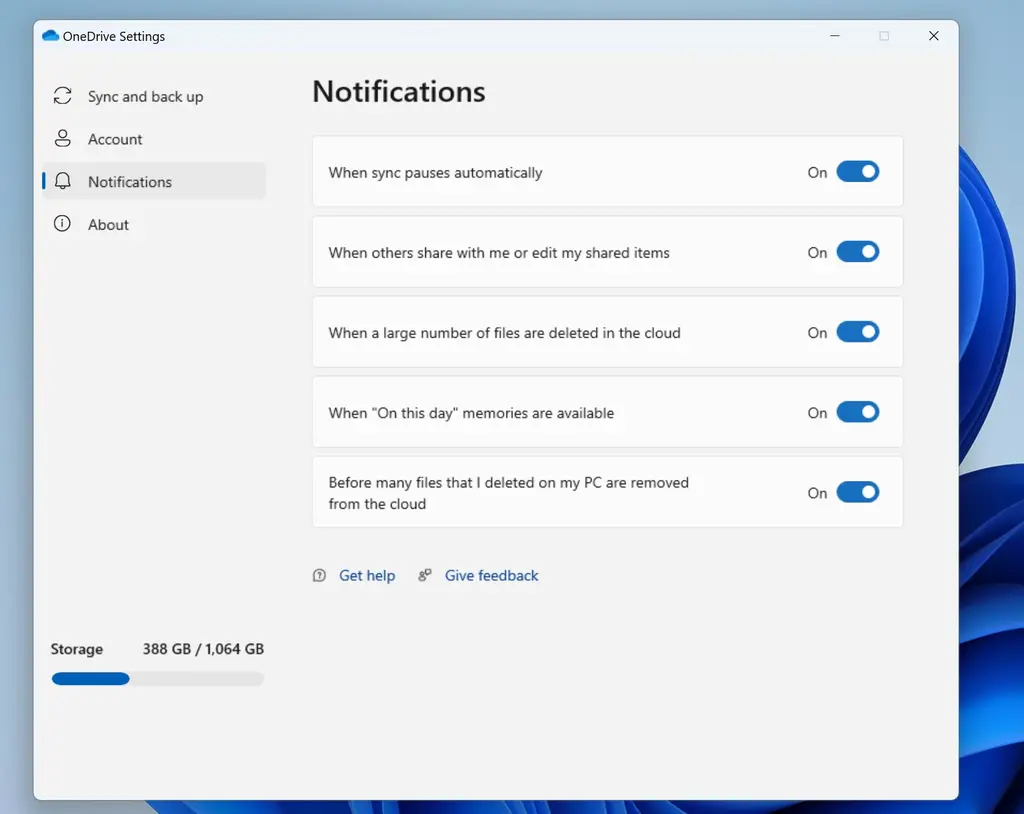 OneDrive Settings
Sync and back up
Account
Notifications
About
Notifications
When sync pauses automatically
On
When others share with me or edit my shared items
On
When a large number of files are deleted in the cloud
On
When "On this day" memories are available
On
Before many files that I deleted on my PC are removed
from the cloud
On
Get help
Give feedback
Storage
388 GB / 1,064 GB